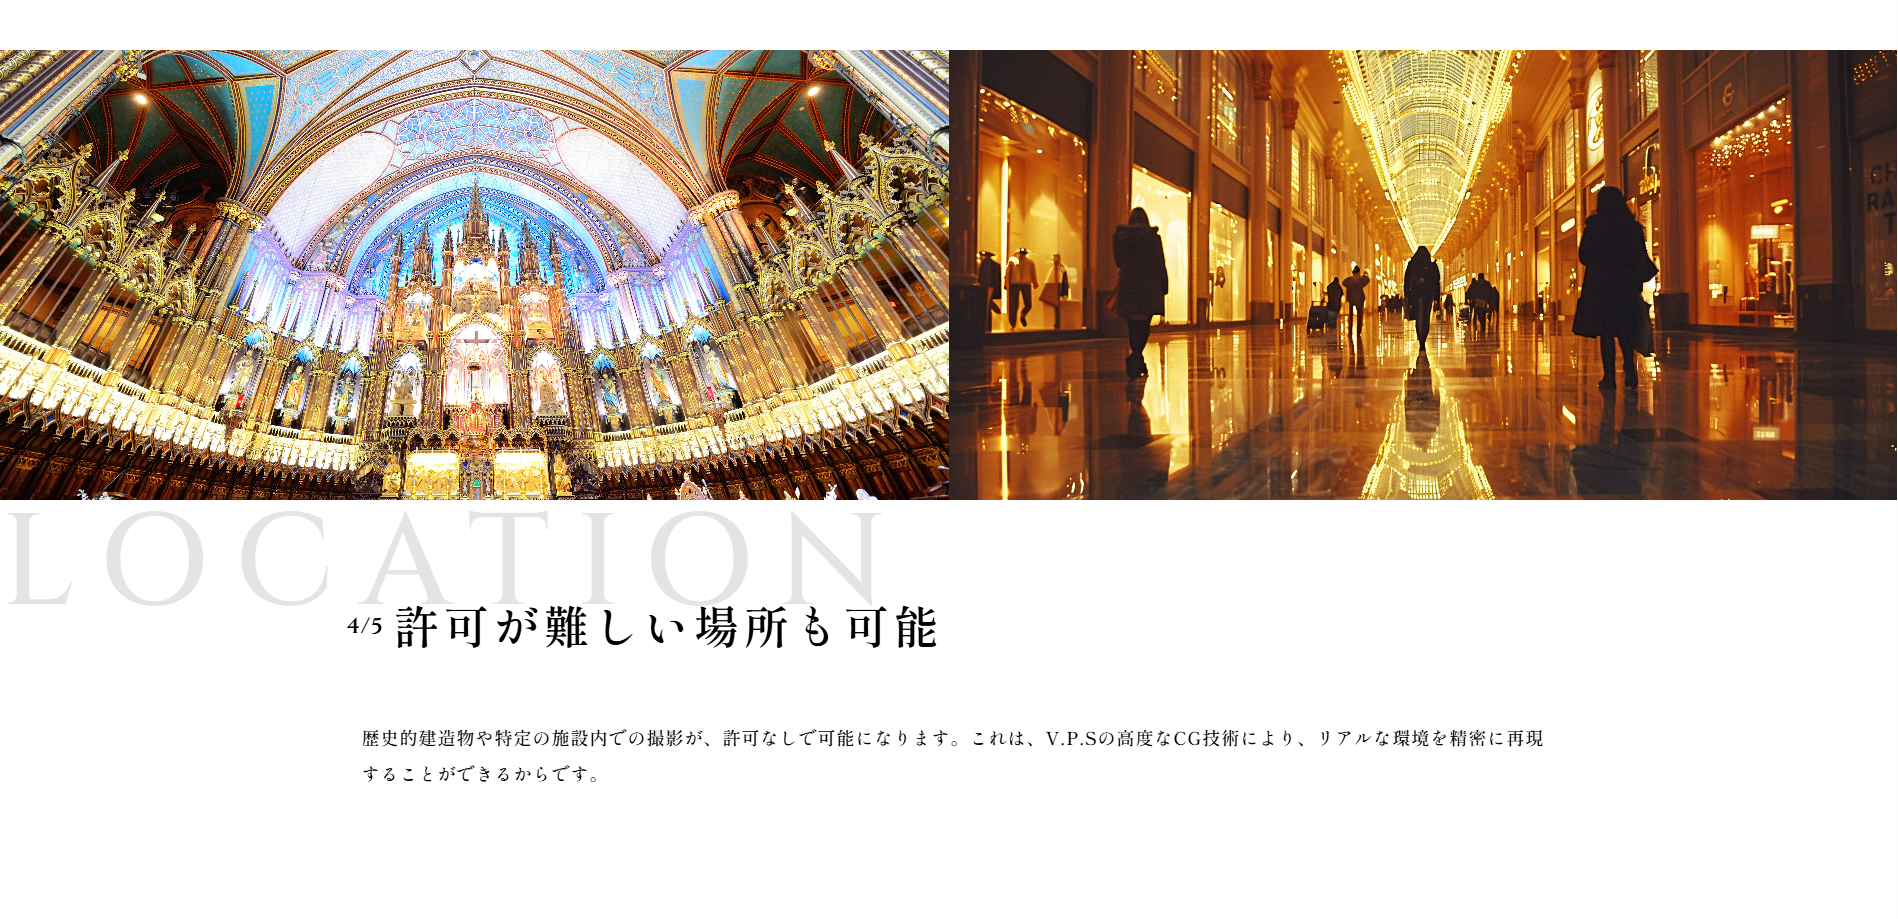 LOCATION
4/5 許可が難しい場所も可能
歴史的建造物や特定の施設内での撮影が、許可なしで可能になります。これは、V.P.Sの高度なCG技術により、リアルな環境を精密に再現
することができるからです。